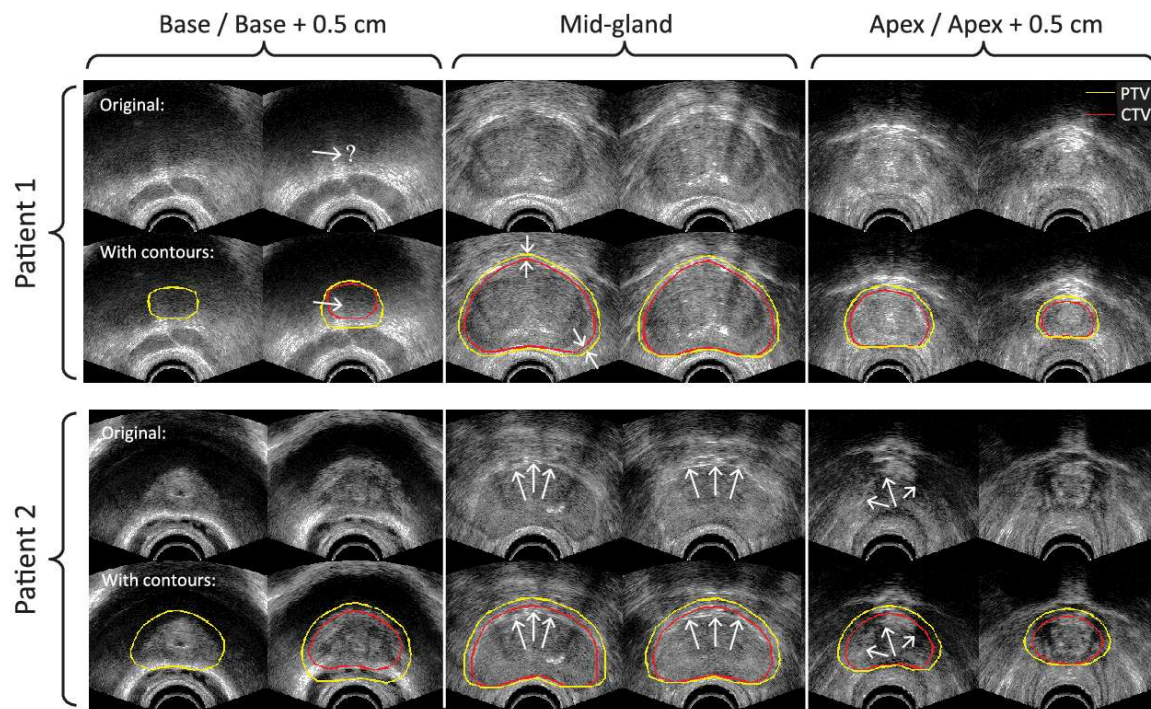 Base / Base + 0.5 cm
Mid-gland
Apex / Apex + 0.5 cm
Patient 1
Original:
?
PTV
CTV
With contours:
Patient 2
Original:
With contours: